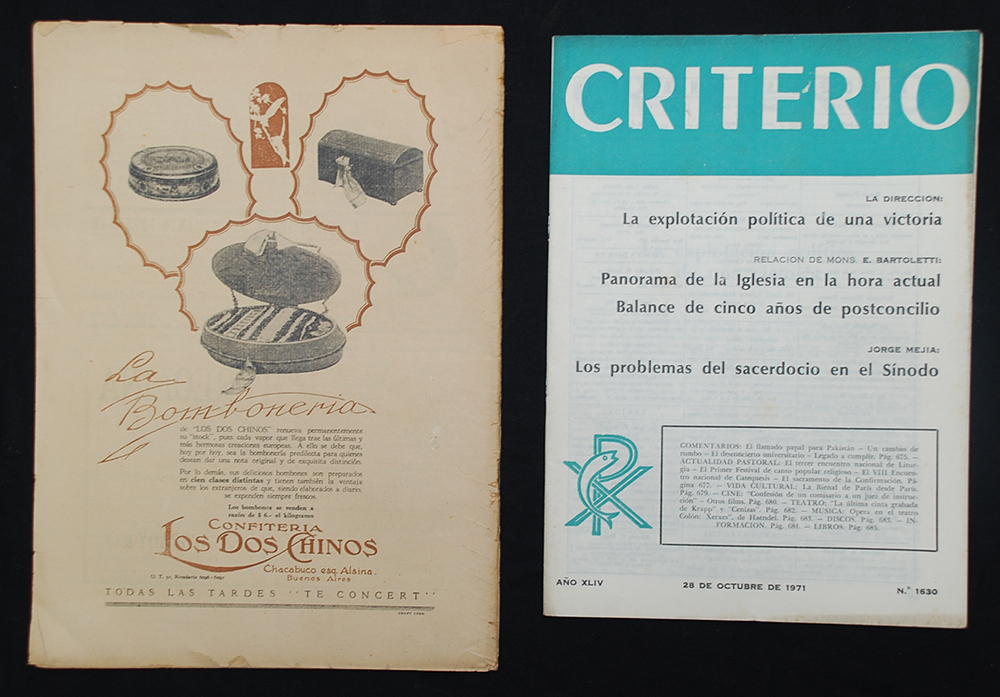 La
Bomboneria
de "LOS DOS CHINOS" renueva permanentemente
su "stock", pues cada vapor que llega trae las últimas y
más hermosas creaciones europeas. A ello se debe que,
hoy por hoy, sea la bombonería predilecta para quienes
desean dar una nota original y de exquisita distinción.
Por lo demás, sus deliciosos bombones son preparados
en cien clases distintas y tienen también la ventaja
sobre los extranjeros de que, siendo elaborados a diario,
se expenden siempre frescos.
Los bombones se venden a
razón de $ 6.- el kilogramo
CONFITERIA
LOS DOS CHINOS
Chacabuco esq. Alsina.
Buenos Aires
U. T. 37, Rivadavia
TODAS LAS TARDES "TE CONCERT"
CRITERIO
LA DIRECCION:
La explotación política de una victoria
RELACION DE MONS. E. BARTOLETTI:
Panorama de la Iglesia en la hora actual
Balance de cinco años de postconcilio
JORGE MEJIA:
Los problemas del sacerdocio en el Sínodo
COMENTARIOS: El llamado papal para Pakistán — Un cambio de
rumbo — El desconcierto universitario — Legado a cumplir. Pág. 675. —
ACTUALIDAD PASTORAL: El tercer encuentro nacional de Litur-
gia — El Primer Festival de canto popular religioso — El VIII Encuen-
tro nacional de Catequesis — El sacramento de la Confirmación. Pá-
gina 677. — VIDA CULTURAL: La Bienal de París desde París.
Pág. 679. — CINE: "Confesión de un comisario a un juez de instruc-
ción" — Otros films. Pág. 680. — TEATRO: "La última cinta grabada
de Krapp" y "Cenizas". Pág. 682. — MUSICA: Opera en el teatro
Colón: Xerxes", de Haendel. Pág. 683. — DISCOS. Pág. 683. — IN-
FORMACION. Pág. 684. — LIBROS. Pág. 685.
AÑO XLIV
28 DE OCTUBRE DE 1971
N.° 1630